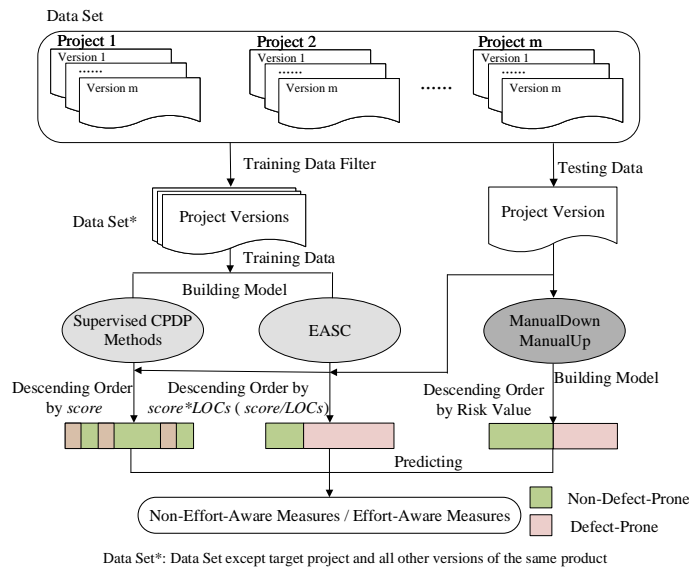 Data Set
Project 1
Project 2
Project m
Version 1
Version 1
Version 1
......
......
......
Version m
Version m
......
Version m
Training Data Filter
Testing Data
Data Set*
Project Versions
Project Version
Training Data
Building Model
Supervised CPDP
Methods
EASC
ManualDown
ManualUp
Descending Order
by score
Descending Order by
score*LOCs ( score/LOCs)
Descending Order
by Risk Value
Building Model
Predicting
Non-Effort-Aware Measures / Effort-Aware Measures
Non-Defect-Prone
Defect-Prone
Data Set*: Data Set except target project and all other versions of the same product